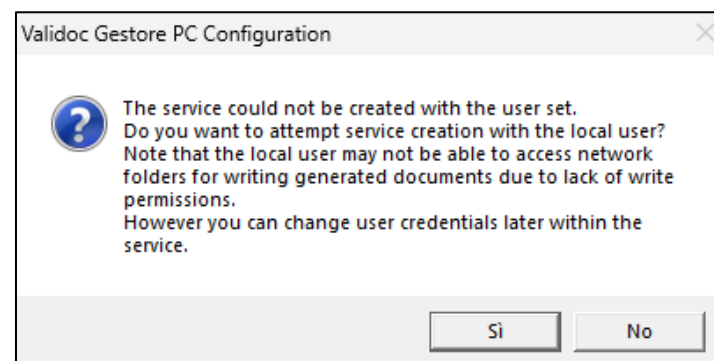 Validoc Gestore PC Configuration
The service could not be created with the user set.
Do you want to attempt service creation with the local user?
Note that the local user may not be able to access network
folders for writing generated documents due to lack of write
permissions.
However you can change user credentials later within the
service.
Sì
No